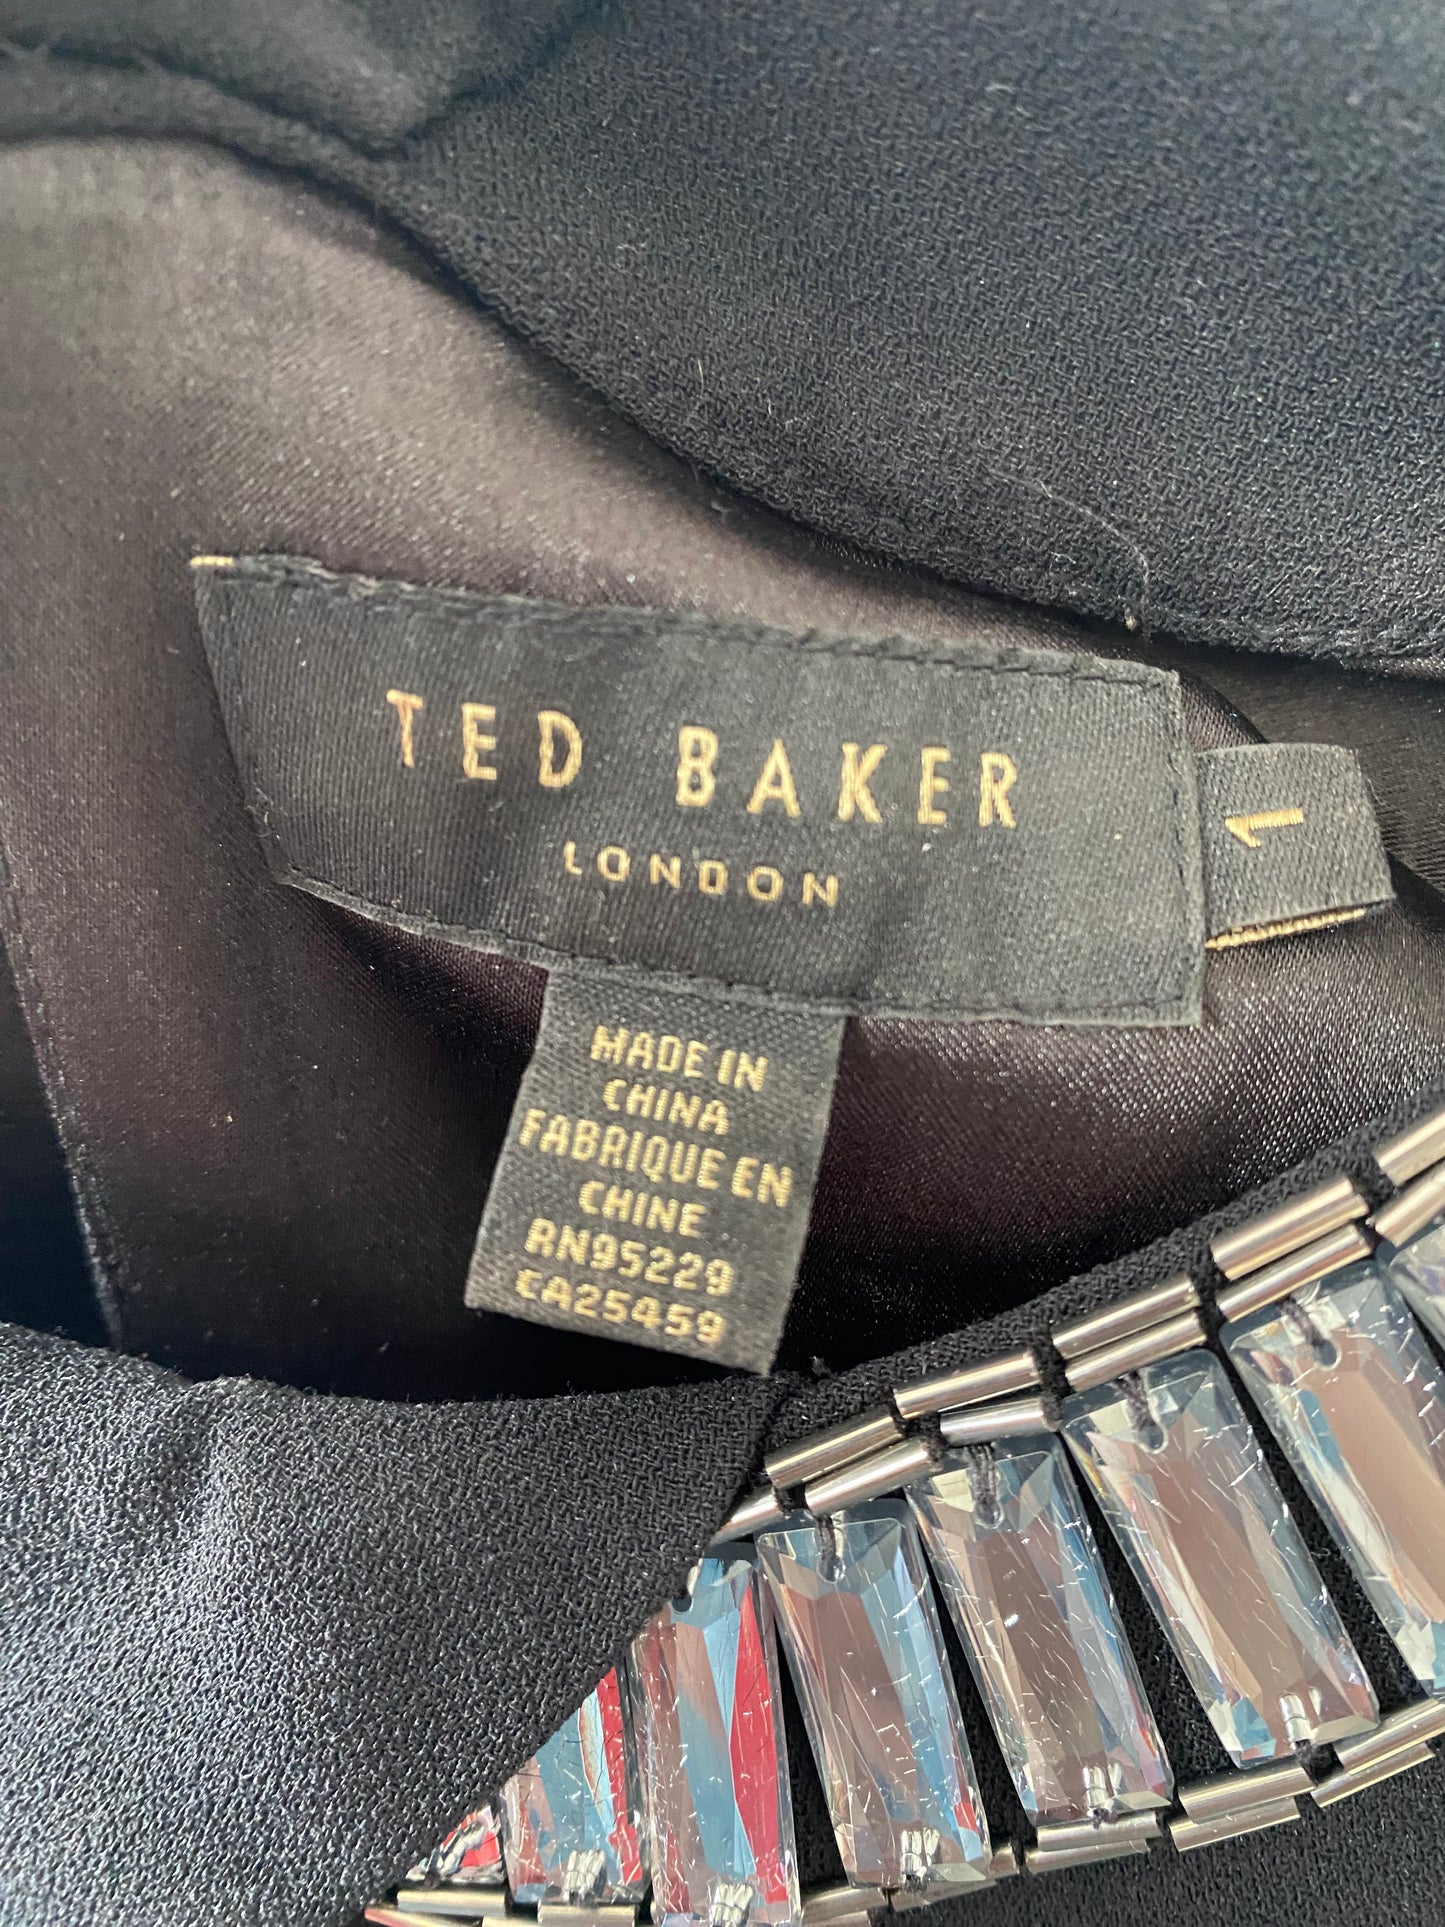 TED BAKER
LONDON
1
MADE IN
CHINA
FABRIQUE EN
CHINE
RN95229
CA25459